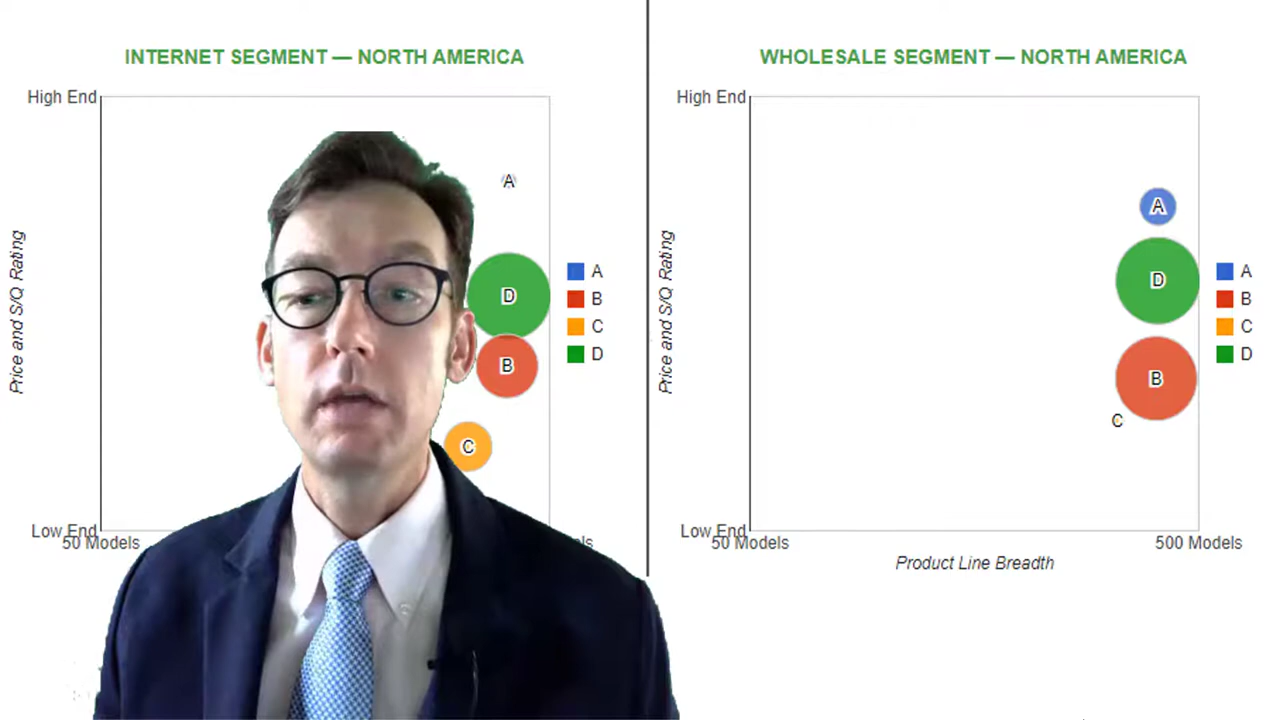 INTERNET SEGMENT — NORTH AMERICA
High End
Price and S/Q Rating
A
D
B
C
A
B
C
D
Low End
50 Models
WHOLESALE SEGMENT — NORTH AMERICA
High End
Price and S/Q Rating
A
D
B
C
A
B
C
D
Low End
50 Models
500 Models
Product Line Breadth